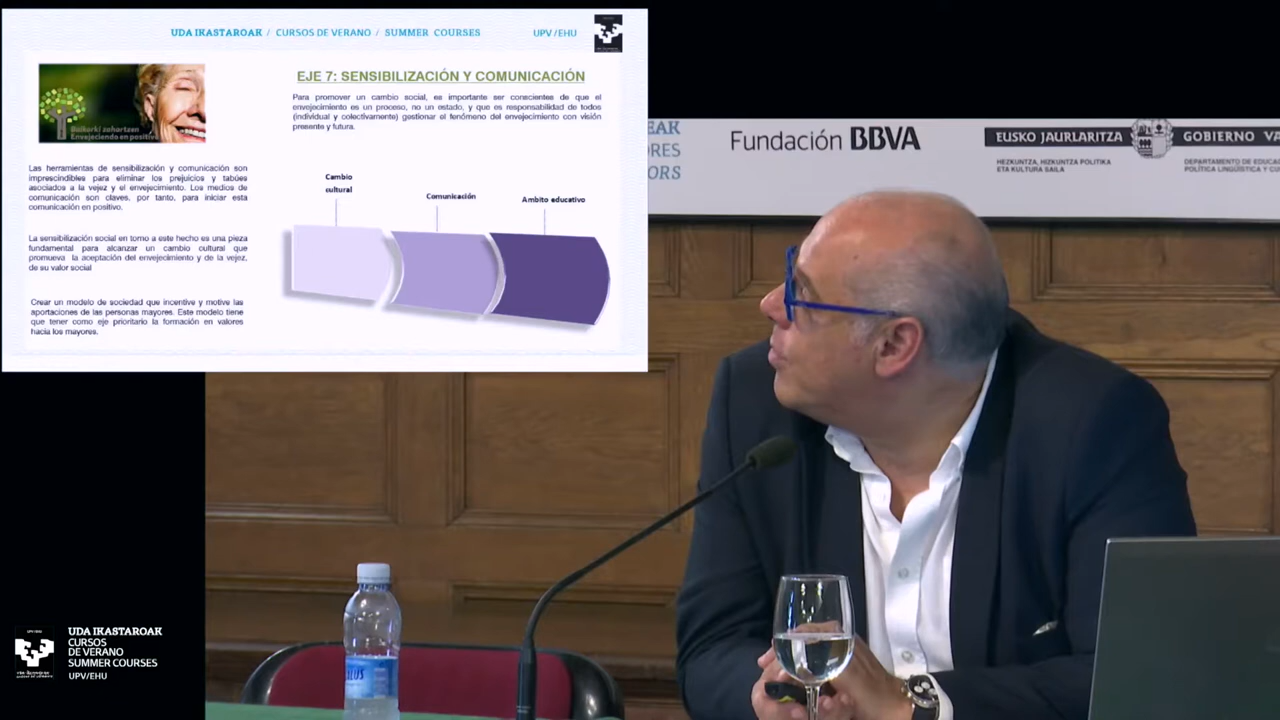 UDA IKASTAROAK / CURSOS DE VERANO / SUMMER COURSES
UPV/EHU
Baikorki zahartzen
Envejeciendo en positivo
EJE 7: SENSIBILIZACIÓN Y COMUNICACIÓN
Para promover un cambio social, es importante ser conscientes de que el
envejecimiento es un proceso, no un estado, y que es responsabilidad de todos
(individual y colectivamente) gestionar el fenómeno del envejecimiento con visión
presente y futura.
Las herramientas de sensibilización y comunicación son
imprescindibles para eliminar los prejuicios y tabúes
asociados a la vejez y el envejecimiento. Los medios de
comunicación son claves, por tanto, para iniciar esta
comunicación en positivo.
La sensibilización social en torno a este hecho es una pieza
fundamental para alcanzar un cambio cultural que
promueva la aceptación del envejecimiento y de la vejez,
de su valor social
Crear un modelo de sociedad que incentive y motive las
aportaciones de las personas mayores. Este modelo tiene
que tener como eje prioritario la formación en valores
hacia los mayores.
Cambio
cultural
Comunicación
Ambito educativo
EAK
ORES
ORS
Fundación BBVA
EUSKO JAURLARITZA
GOBIERNO VA
HEZKUNTZA, HIZKUNTZA POLITIKA
ETA KULTURA SAILA
DEPARTAMENTO DE EDUCA
POLÍTICA LINGÜÍSTICA Y CU
UDA IKASTAROAK
CURSOS
DE VERANO
SUMMER COURSES
UPV/EHU